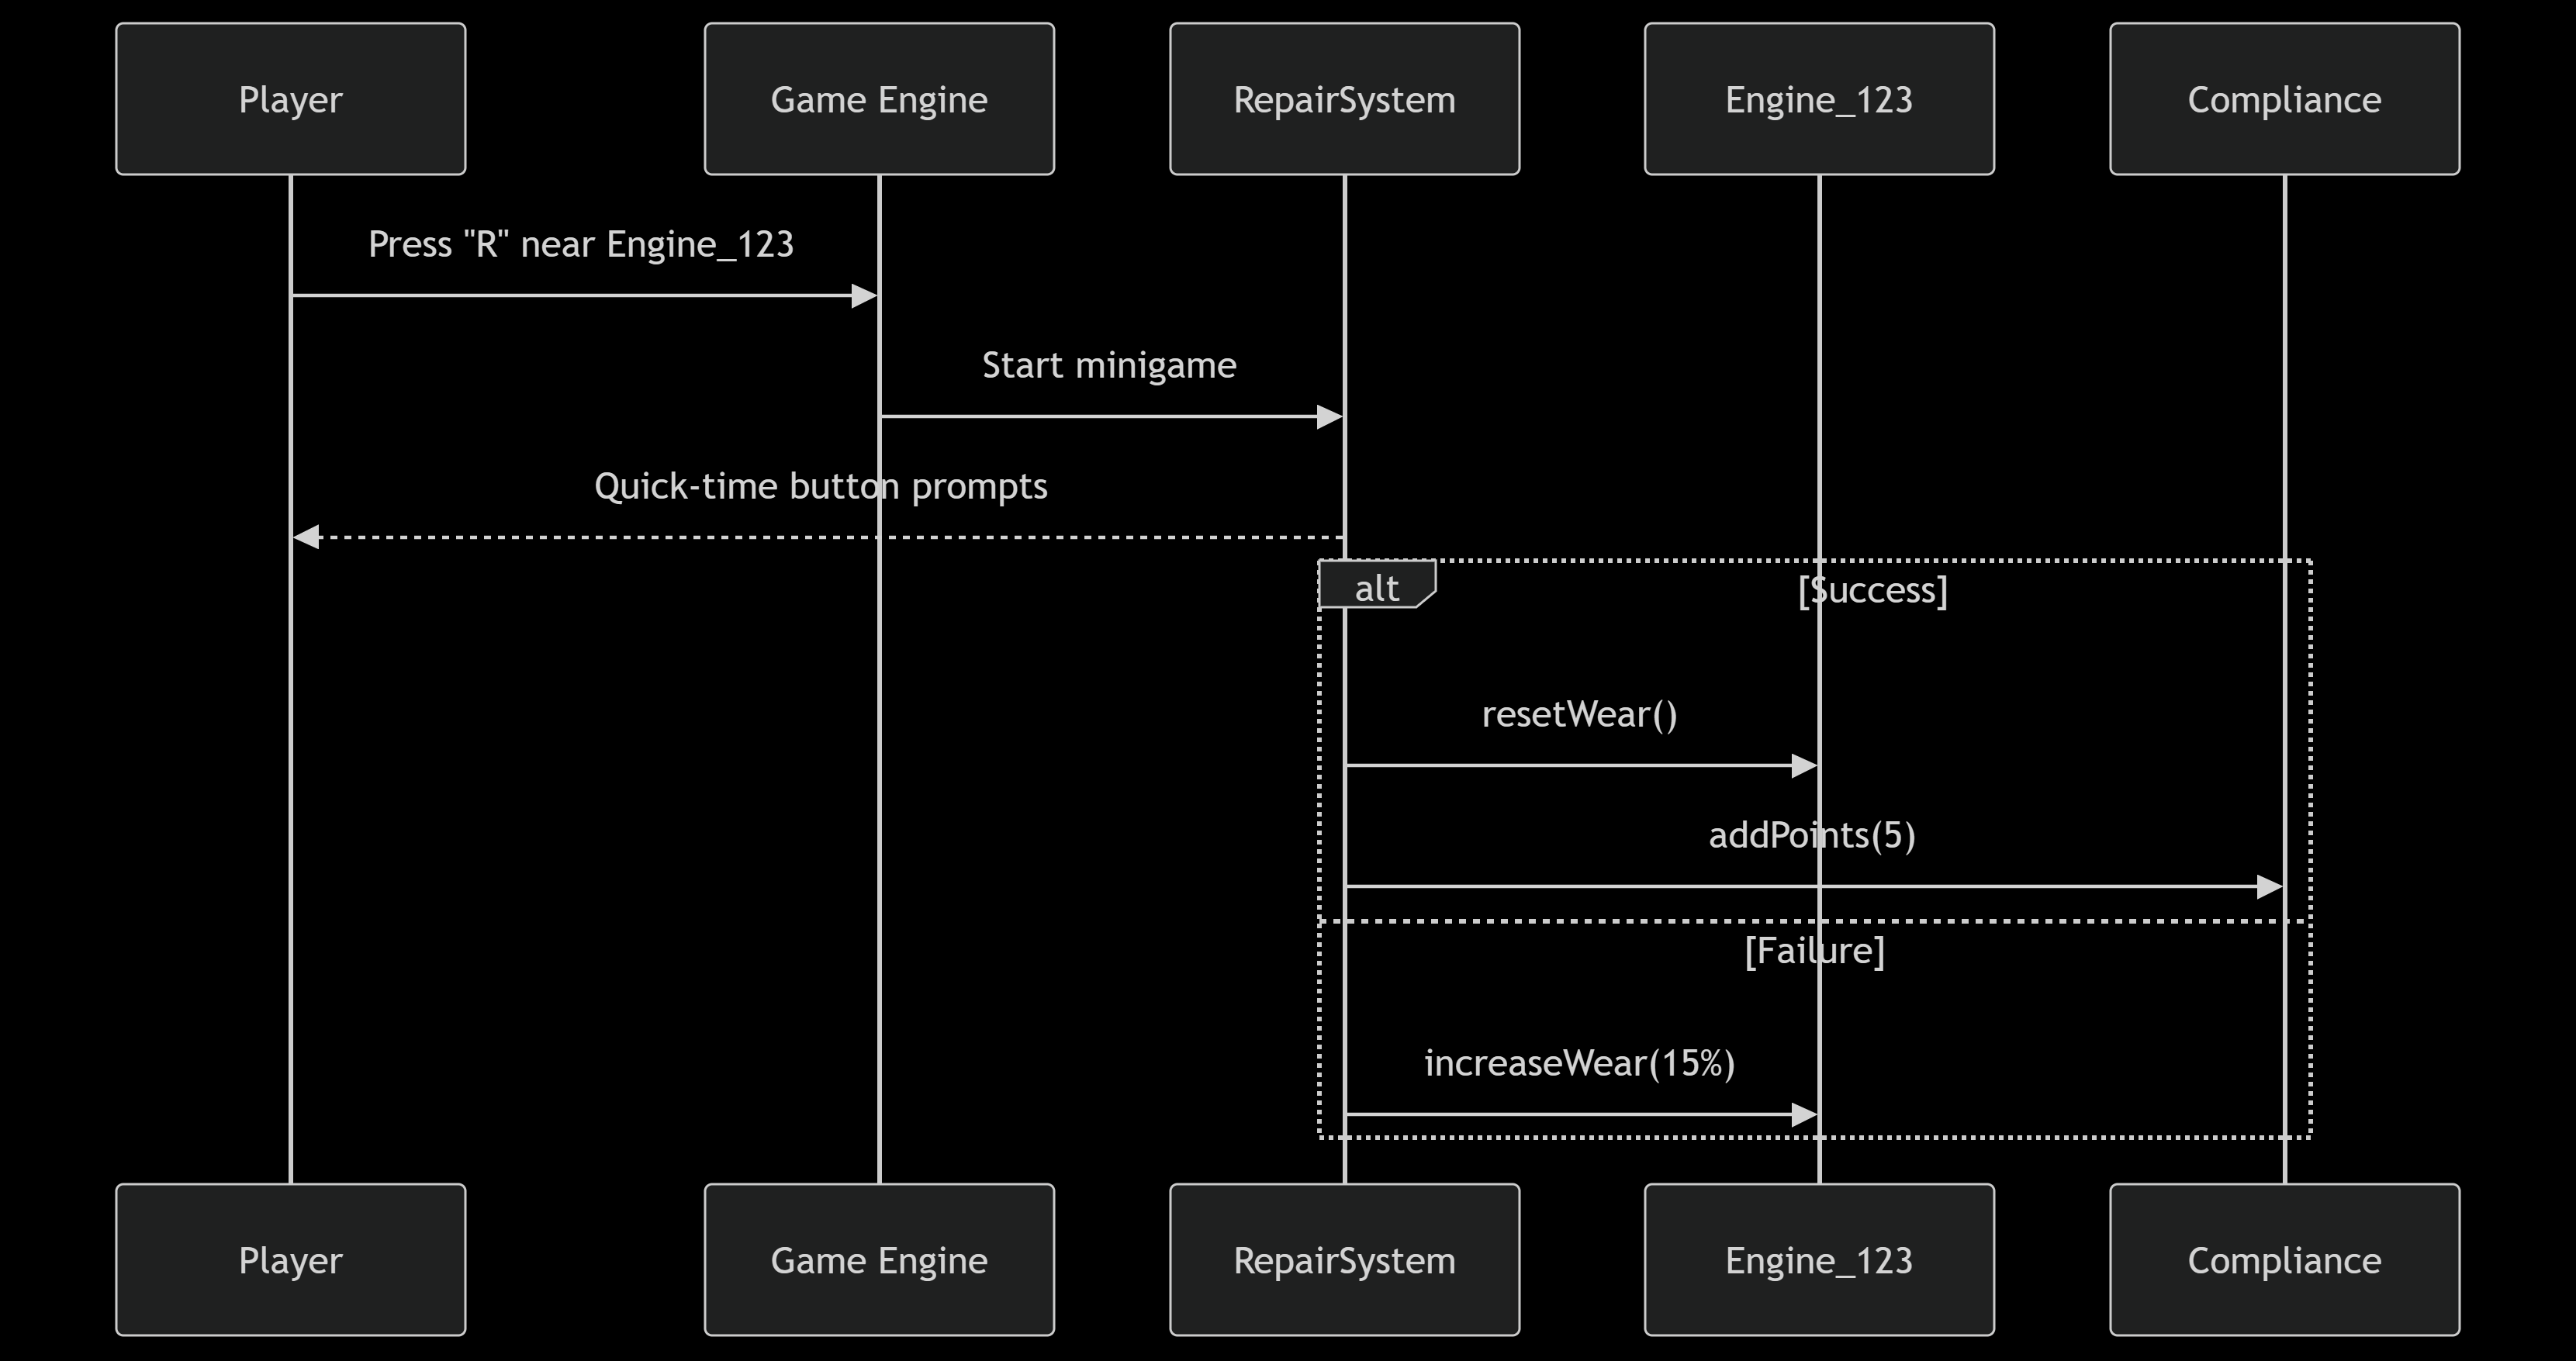 Player
Game Engine
RepairSystem
Engine_123
Compliance
Press "R" near Engine_123
Start minigame
Quick-time button prompts
alt
[Success]
resetWear()
addPoints(5)
[Failure]
increaseWear(15%)
Player
Game Engine
RepairSystem
Engine_123
Compliance